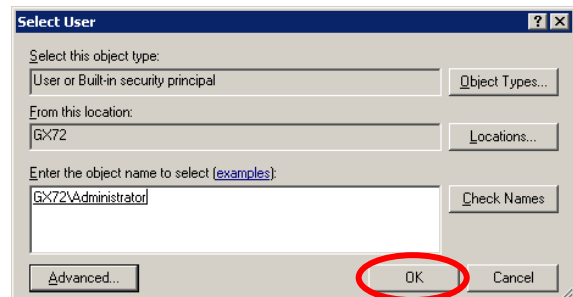 Select User
Select this object type:
User or Built-in security principal
Object Types...
From this location:
GX72
Locations...
Enter the object name to select (examples):
GX72\Administrator
Check Names
Advanced...
OK
Cancel